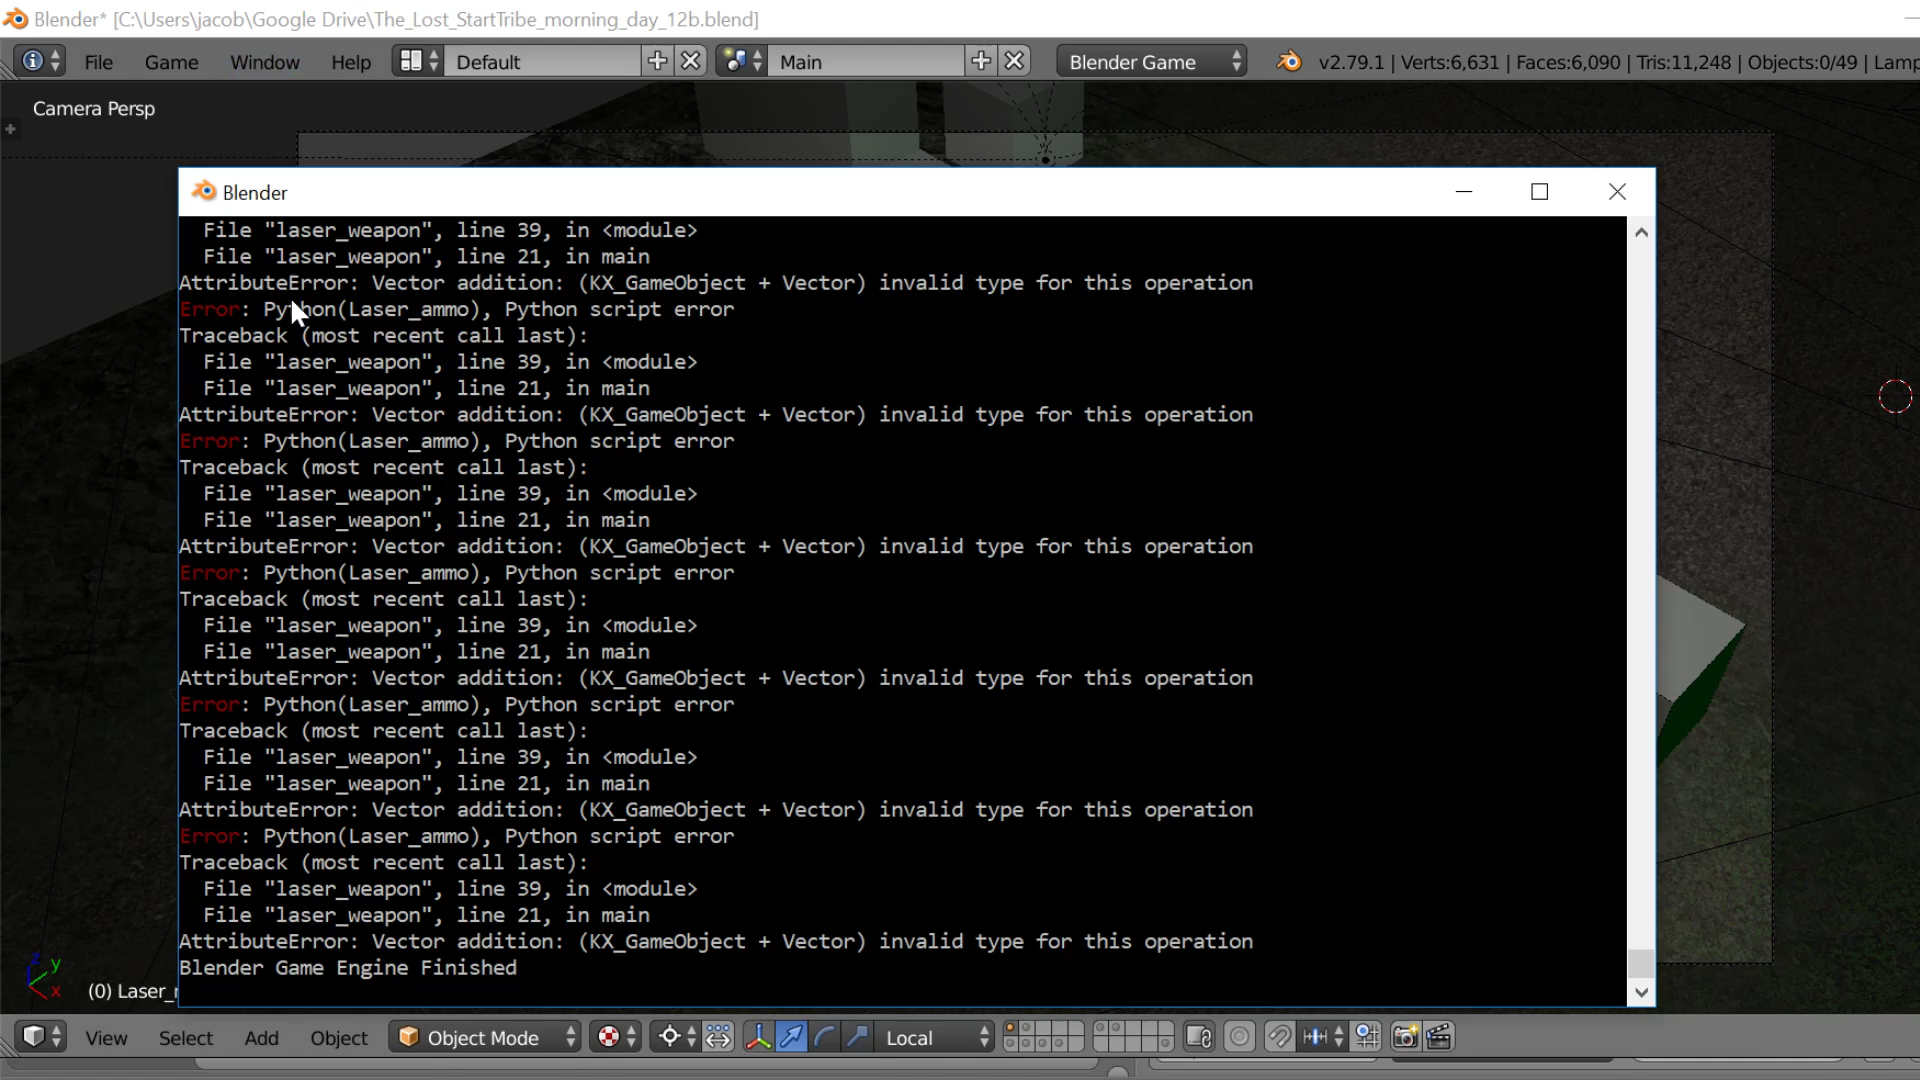 Blender* [C:\Users\jacob\Google Drive\The_Lost_StartTribe_morning_day_12b.blend]
File Game Window Help Default Main Blender Game v2.79.1 | Verts:6,631 | Faces:6,090 | Tris:11,248 | Objects:0/49 | Lamp
Camera Persp
Blender
File "laser_weapon", line 39, in <module>
File "laser_weapon", line 21, in main
AttributeError: Vector addition: (KX_GameObject + Vector) invalid type for this operation
Error: Python(Laser_ammo), Python script error
Traceback (most recent call last):
File "laser_weapon", line 39, in <module>
File "laser_weapon", line 21, in main
AttributeError: Vector addition: (KX_GameObject + Vector) invalid type for this operation
Error: Python(Laser_ammo), Python script error
Traceback (most recent call last):
File "laser_weapon", line 39, in <module>
File "laser_weapon", line 21, in main
AttributeError: Vector addition: (KX_GameObject + Vector) invalid type for this operation
Error: Python(Laser_ammo), Python script error
Traceback (most recent call last):
File "laser_weapon", line 39, in <module>
File "laser_weapon", line 21, in main
AttributeError: Vector addition: (KX_GameObject + Vector) invalid type for this operation
Error: Python(Laser_ammo), Python script error
Traceback (most recent call last):
File "laser_weapon", line 39, in <module>
File "laser_weapon", line 21, in main
AttributeError: Vector addition: (KX_GameObject + Vector) invalid type for this operation
Error: Python(Laser_ammo), Python script error
Traceback (most recent call last):
File "laser_weapon", line 39, in <module>
File "laser_weapon", line 21, in main
AttributeError: Vector addition: (KX_GameObject + Vector) invalid type for this operation
Blender Game Engine Finished
z y x
(0) Laser_
View Select Add Object Object Mode Local